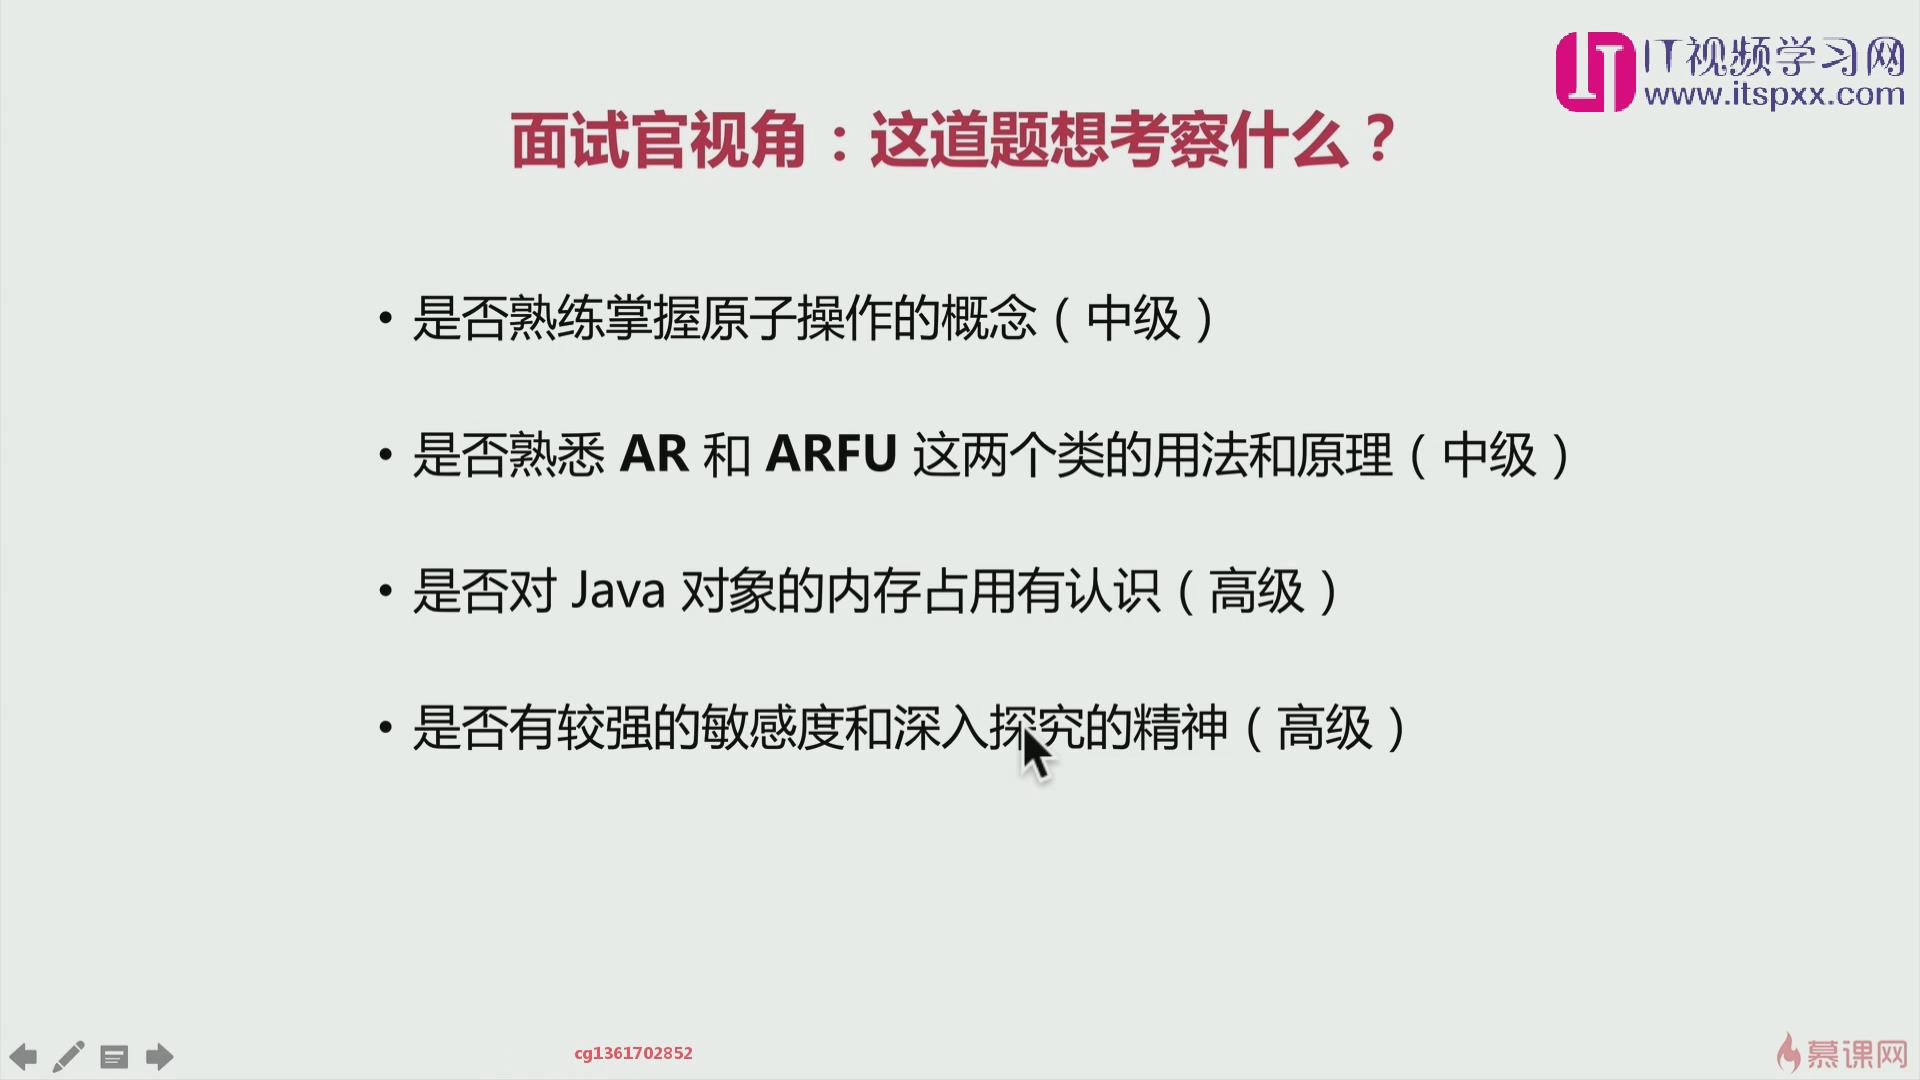 IT视频学习网
www.itspxx.com
面试官视角：这道题想考察什么？
• 是否熟练掌握原子操作的概念（中级）
• 是否熟悉 AR 和 ARFU 这两个类的用法和原理（中级）
• 是否对 Java 对象的内存占用有认识（高级）
• 是否有较强的敏感度和深入探究的精神（高级）
cg1361702852
慕课网